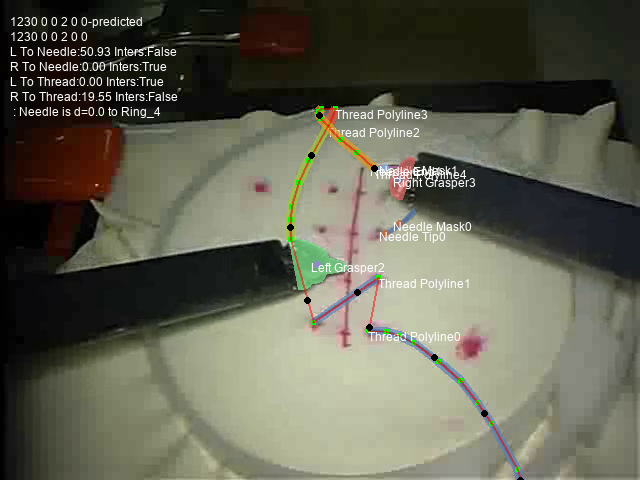 1230 0 0 2 0 0-predicted
1230 0 0 2 0 0
L To Needle:50.93 Inters:False
R To Needle:0.00 Inters:True
L To Thread:0.00 Inters:True
R To Thread:19.55 Inters:False
: Needle is d=0.0 to Ring_4
Thread Polyline3
Thread Polyline2
Right Grasper3
Needle Mask0
Needle Tip0
Left Grasper2
Thread Polyline1
Thread Polyline0